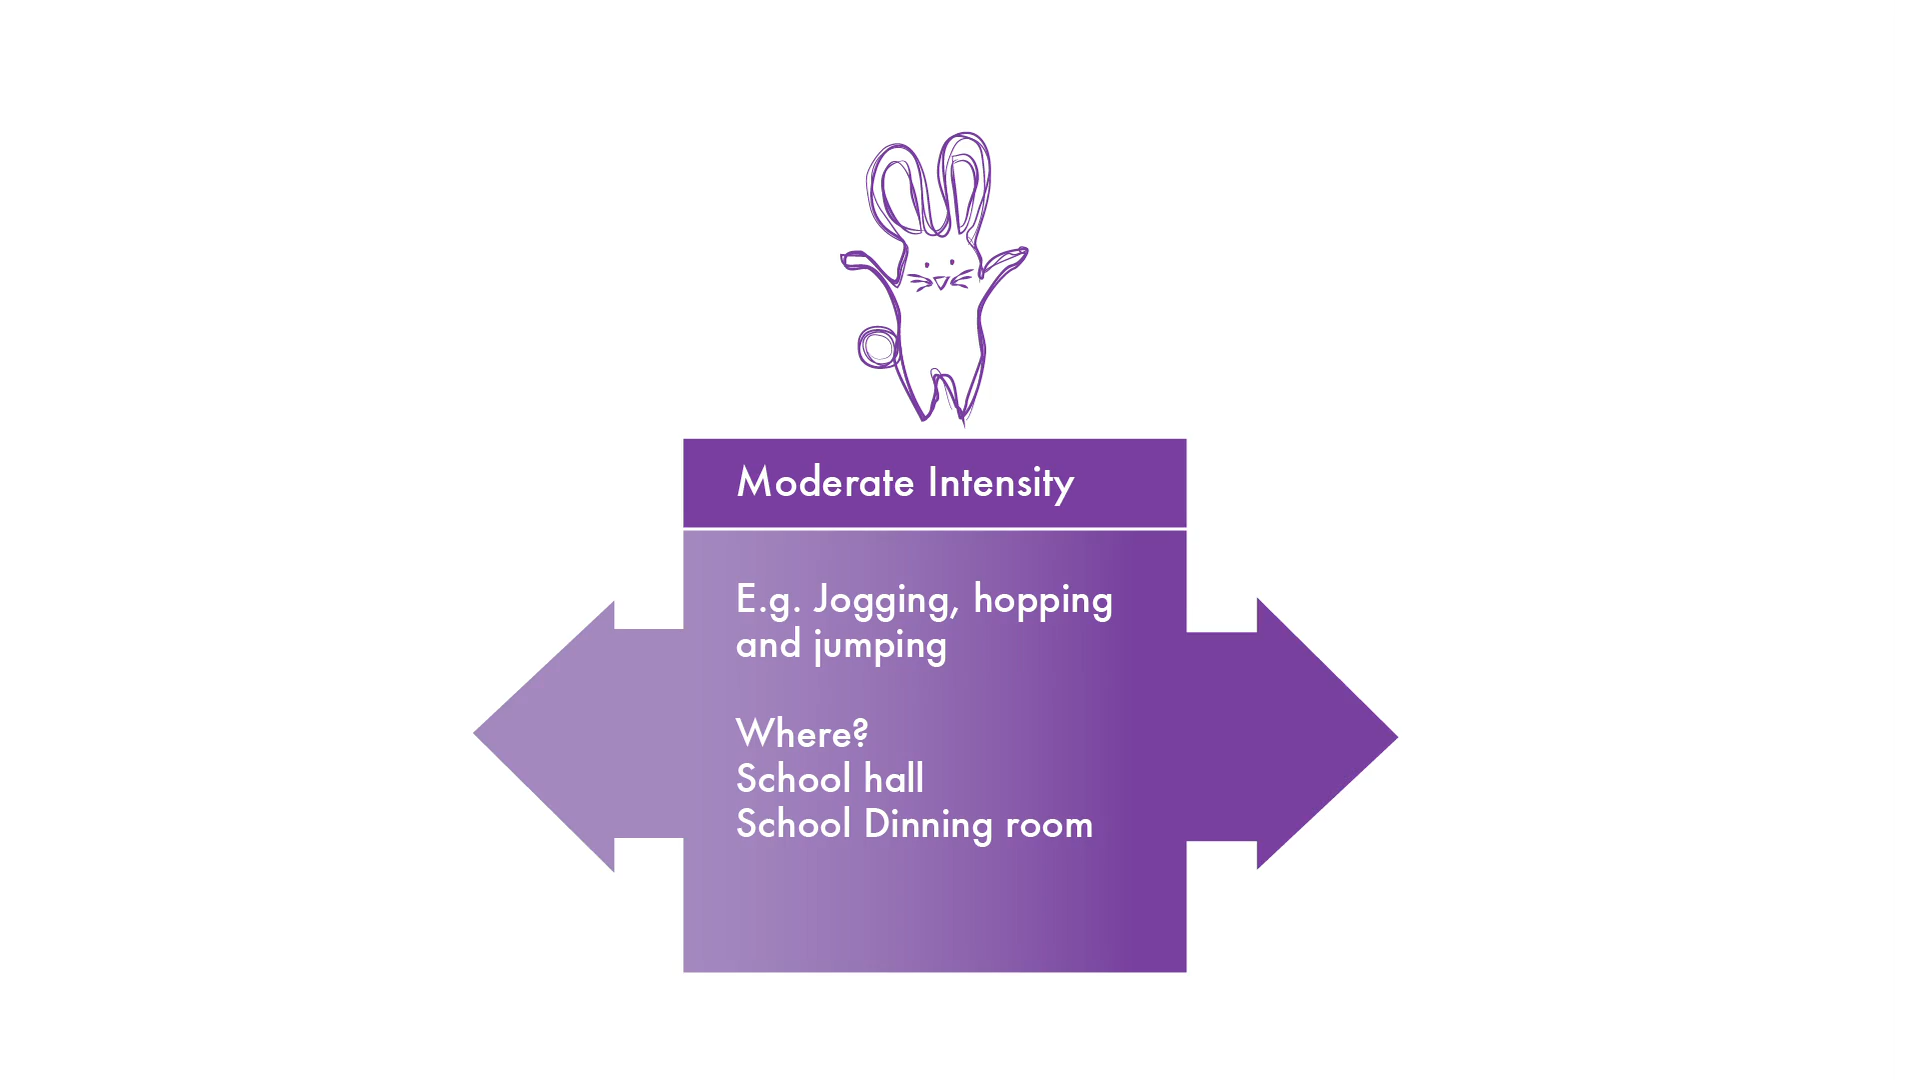 Moderate Intensity
E.g. Jogging, hopping
and jumping
Where?
School hall
School Dinning room